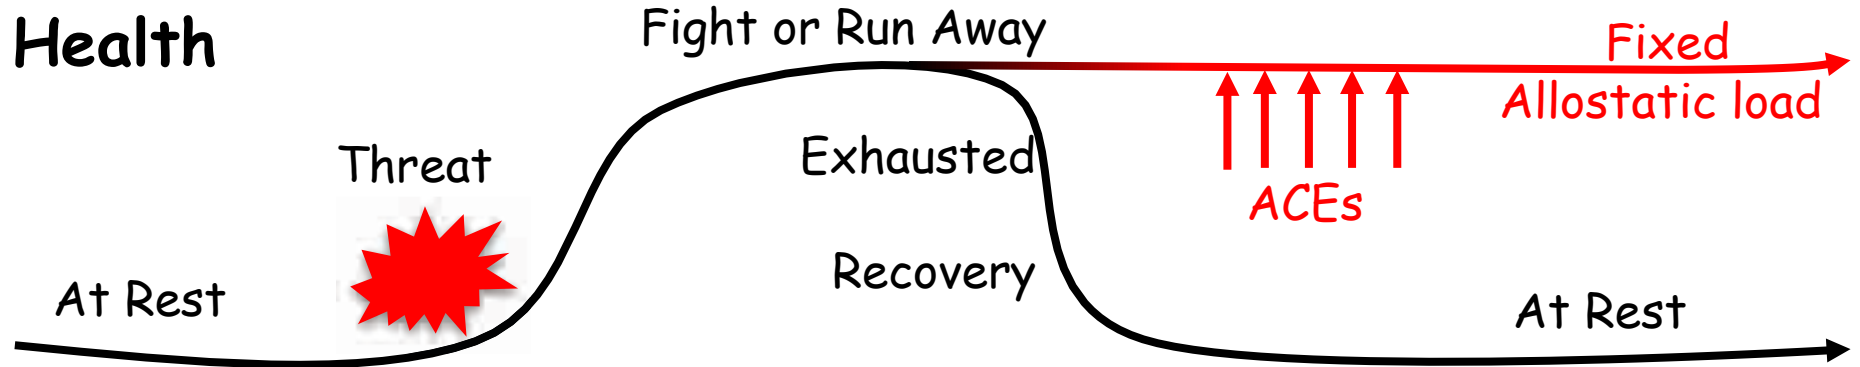 Health
Fight or Run Away
Fixed
Allostatic load
Threat
Exhausted
ACEs
Recovery
At Rest
At Rest